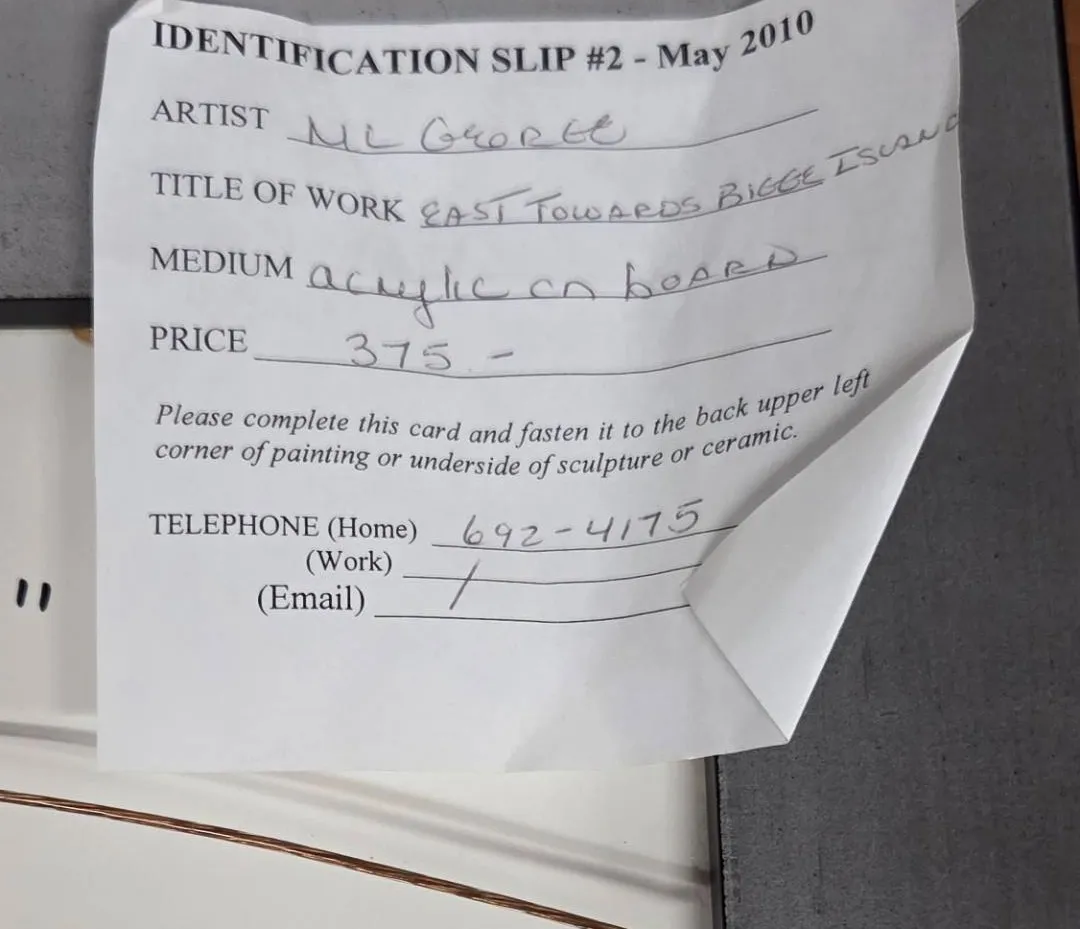 IDENTIFICATION SLIP #2 - May 2010
ARTIST ML GEORGE
TITLE OF WORK EAST TOWARDS BIGGE ISLAND
MEDIUM acrylic on BOARD
PRICE 375.-
Please complete this card and fasten it to the back upper left
corner of painting or underside of sculpture or ceramic.
TELEPHONE (Home) 692-4175
(Work) /
(Email)
"